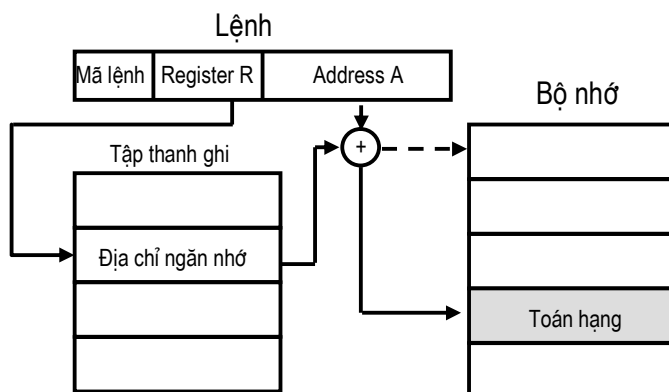 Lệnh
Mã lệnh Register R Address A
Bộ nhớ
Tập thanh ghi
+
Địa chỉ ngăn nhớ
Toán hạng